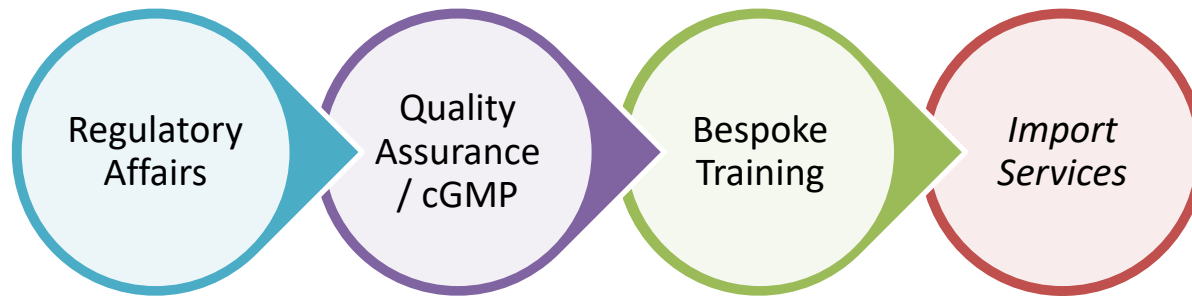 Regulatory
Affairs
Quality
Assurance
/ cGMP
Bespoke
Training
Import
Services